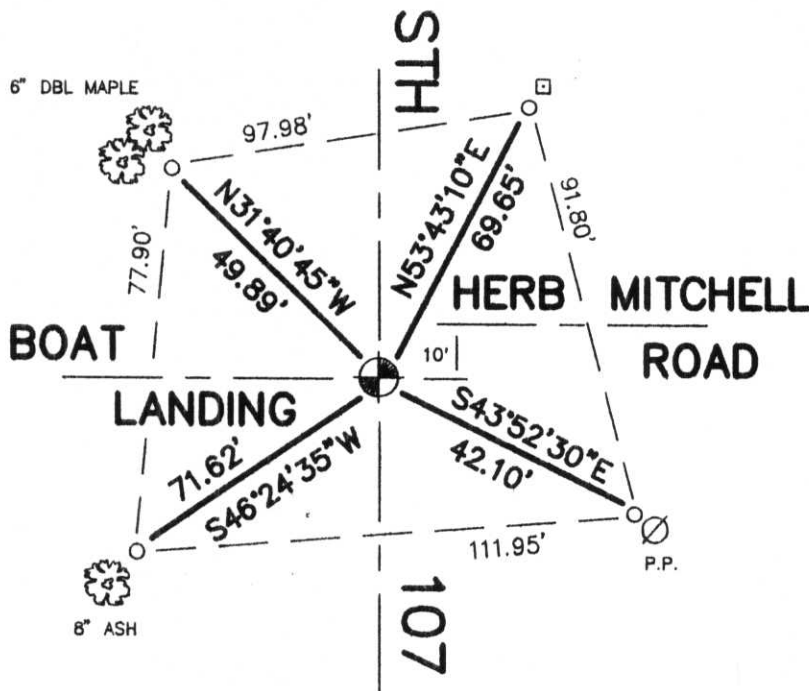 STH
6" DBL MAPLE
97.98'
N31°40'45"W
49.89'
N53°43'10"E
69.65'
91.80'
77.90'
HERB MITCHELL
ROAD
BOAT
LANDING
10'
71.62'
S46°24'35"W
S43°52'30"E
42.10'
111.95'
P.P.
8" ASH
107